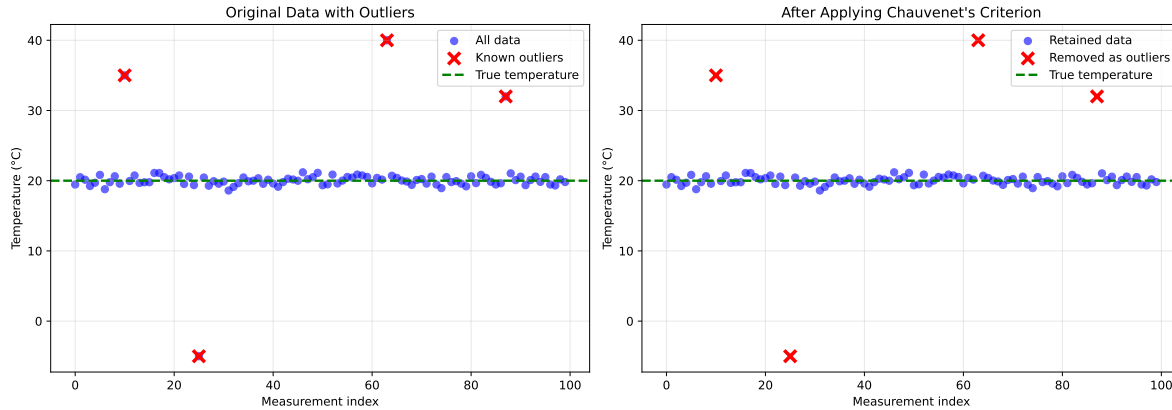 Original Data with Outliers
40
30
20
10
0
Temperature (°C)
0
20
40
60
80
100
Measurement index
All data
Known outliers
True temperature
After Applying Chauvenet's Criterion
40
30
20
10
0
Temperature (°C)
0
20
40
60
80
100
Measurement index
Retained data
Removed as outliers
True temperature